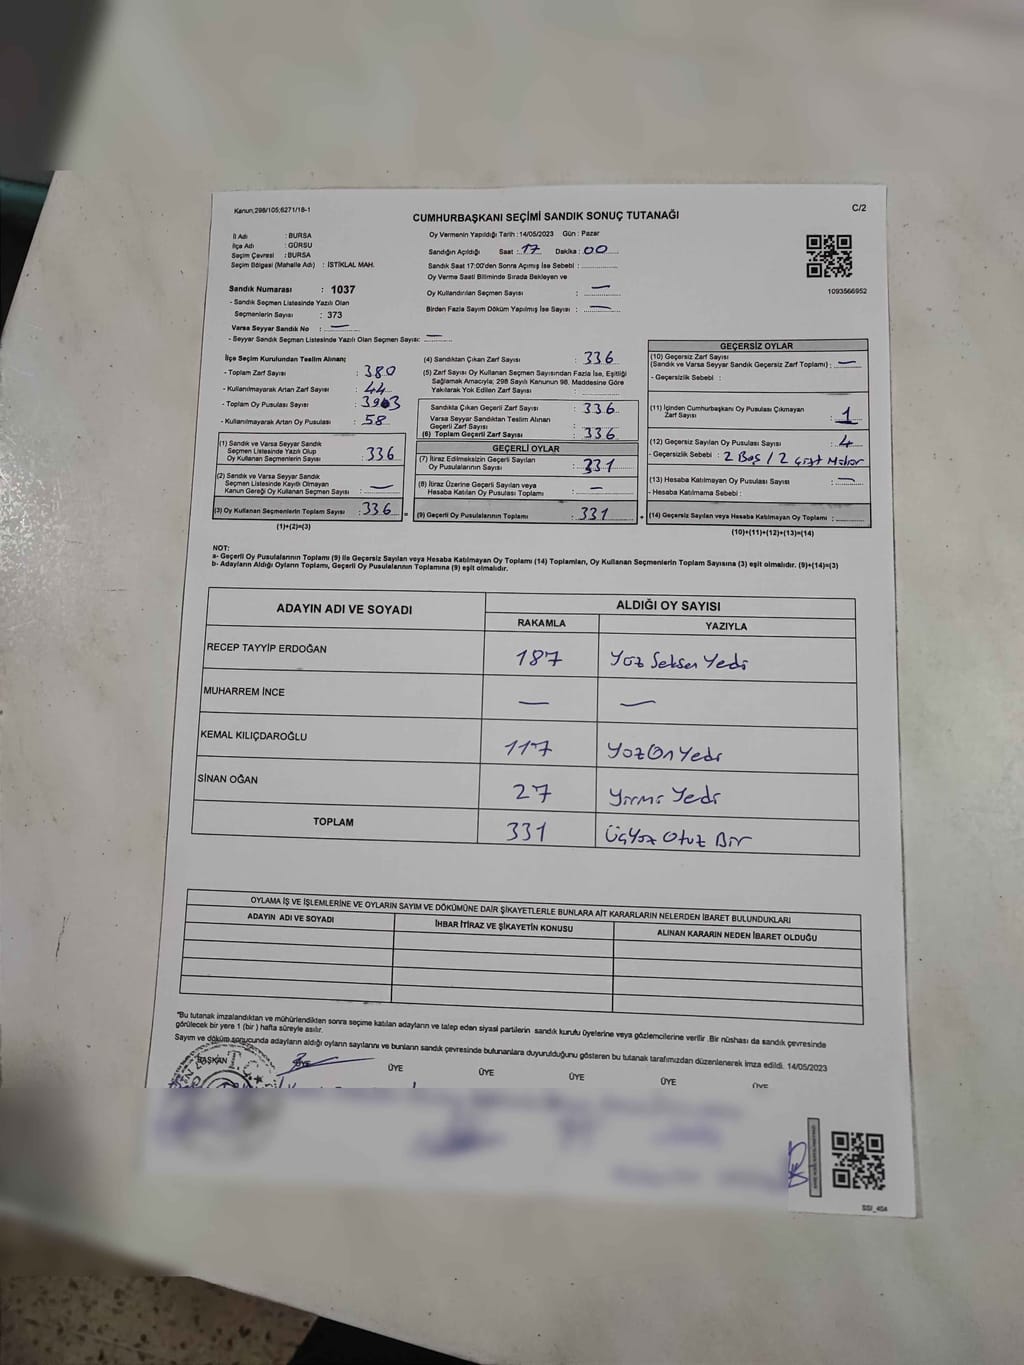 Kanun;298/105;6271/18-1
C/2
CUMHURBAŞKANI SEÇİMİ SANDIK SONUÇ TUTANAĞI
İl Adı : BURSA
İlçe Adı : GÜRSU
Seçim Çevresi : BURSA
Seçim Bölgesi (Mahalle Adı) : İSTİKLAL MAH.
Oy Vermenin Yapıldığı Tarih : 14/05/2023 Gün : Pazar
Sandığın Açıldığı Saat : 17 Dakika : 00
Sandık Saat 17:00'den Sonra Açılmış İse Sebebi :
Oy Verme Saati Bitiminde Sırada Bekleyen ve
Oy Kullandırılan Seçmen Sayısı : —
Birden Fazla Sayım Döküm Yapılmış İse Sayısı : —
1093566952
Sandık Numarası : 1037
- Sandık Seçmen Listesinde Yazılı Olan
Seçmenlerin Sayısı : 373
Varsa Seyyar Sandık No : —
- Seyyar Sandık Seçmen Listesinde Yazılı Olan Seçmen Sayısı: —
İlçe Seçim Kurulundan Teslim Alınan;
- Toplam Zarf Sayısı : 380
- Kullanılmayarak Artan Zarf Sayısı : 44
- Toplam Oy Pusulası Sayısı :
- Kullanılmayarak Artan Oy Pusulası : 58
(1) Sandık ve Varsa Seyyar Sandık
Seçmen Listesinde Yazılı Olup
Oy Kullanan Seçmenlerin Sayısı : 336
(2) Sandık ve Varsa Seyyar Sandık
Seçmen Listesinde Kayıtlı Olmayan
Kanun Gereği Oy Kullanan Seçmen Sayısı : —
(3) Oy Kullanan Seçmenlerin Toplam Sayısı : 336 =
(1)+(2)=(3)
(4) Sandıktan Çıkan Zarf Sayısı : 336
(5) Zarf Sayısı Oy Kullanan Seçmen Sayısından Fazla İse, Eşitliği
Sağlamak Amacıyla; 298 Sayılı Kanunun 98. Maddesine Göre
Yakılarak Yok Edilen Zarf Sayısı :
Sandıkta Çıkan Geçerli Zarf Sayısı : 336
Varsa Seyyar Sandıktan Teslim Alınan
Geçerli Zarf Sayısı :
(6) Toplam Geçerli Zarf Sayısı : 336
GEÇERLİ OYLAR
(7) İtiraz Edilmeksizin Geçerli Sayılan
Oy Pusulalarının Sayısı : 331
(8) İtiraz Üzerine Geçerli Sayılan veya
Hesaba Katılan Oy Pusulası Toplamı : —
(9) Geçerli Oy Pusulalarının Toplamı : 331 +
GEÇERSİZ OYLAR
(10) Geçersiz Zarf Sayısı
(Sandık ve Varsa Seyyar Sandık Geçersiz Zarf Toplamı) : —
- Geçersizlik Sebebi :
(11) İçinden Cumhurbaşkanı Oy Pusulası Çıkmayan
Zarf Sayısı : 1
(12) Geçersiz Sayılan Oy Pusulası Sayısı : 4
- Geçersizlik Sebebi : 2 Boş / 2 Çift Mühür
(13) Hesaba Katılmayan Oy Pusulası Sayısı : —
- Hesaba Katılmama Sebebi :
(14) Geçersiz Sayılan veya Hesaba Katılmayan Oy Toplamı :
(10)+(11)+(12)+(13)=(14)
NOT:
a- Geçerli Oy Pusulalarının Toplamı (9) ile Geçersiz Sayılan veya Hesaba Katılmayan Oy Toplamı (14) Toplamları, Oy Kullanan Seçmenlerin Toplam Sayısına (3) eşit olmalıdır. (9)+(14)=(3)
b- Adayların Aldığı Oyların Toplamı, Geçerli Oy Pusulalarının Toplamına (9) eşit olmalıdır.
ADAYIN ADI VE SOYADI ALDIĞI OY SAYISI
RAKAMLA YAZIYLA
RECEP TAYYİP ERDOĞAN 187 Yüz Seksen Yedi
MUHARREM İNCE — —
KEMAL KILIÇDAROĞLU 117 Yüz On Yedi
SİNAN OĞAN 27 Yirmi Yedi
TOPLAM 331 Üçyüz Otuz Bir
OYLAMA İŞ VE İŞLEMLERİNE VE OYLARIN SAYIM VE DÖKÜMÜNE DAİR ŞİKAYETLERLE BUNLARA AİT KARARLARIN NELERDEN İBARET BULUNDUKLARI
ADAYIN ADI VE SOYADI İHBAR İTİRAZ VE ŞİKAYETİN KONUSU ALINAN KARARIN NEDEN İBARET OLDUĞU
"Bu tutanak imzalandıktan ve mühürlendikten sonra seçime katılan adayların ve talep eden siyasi partilerin sandık kurulu üyelerine veya gözlemcilerine verilir .Bir nüshası da sandık çevresinde
görülecek bir yere 1 (bir) hafta süreyle asılır.
Sayım ve döküm sonucunda adayların aldığı oyların sayılarını ve bunların sandık çevresinde bulunanlara duyurulduğunu gösteren bu tutanak tarafımızdan düzenlenerek imza edildi. 14/05/2023
BAŞKAN ÜYE ÜYE ÜYE ÜYE ÜYE ÜYE
T.C.
SSI_404